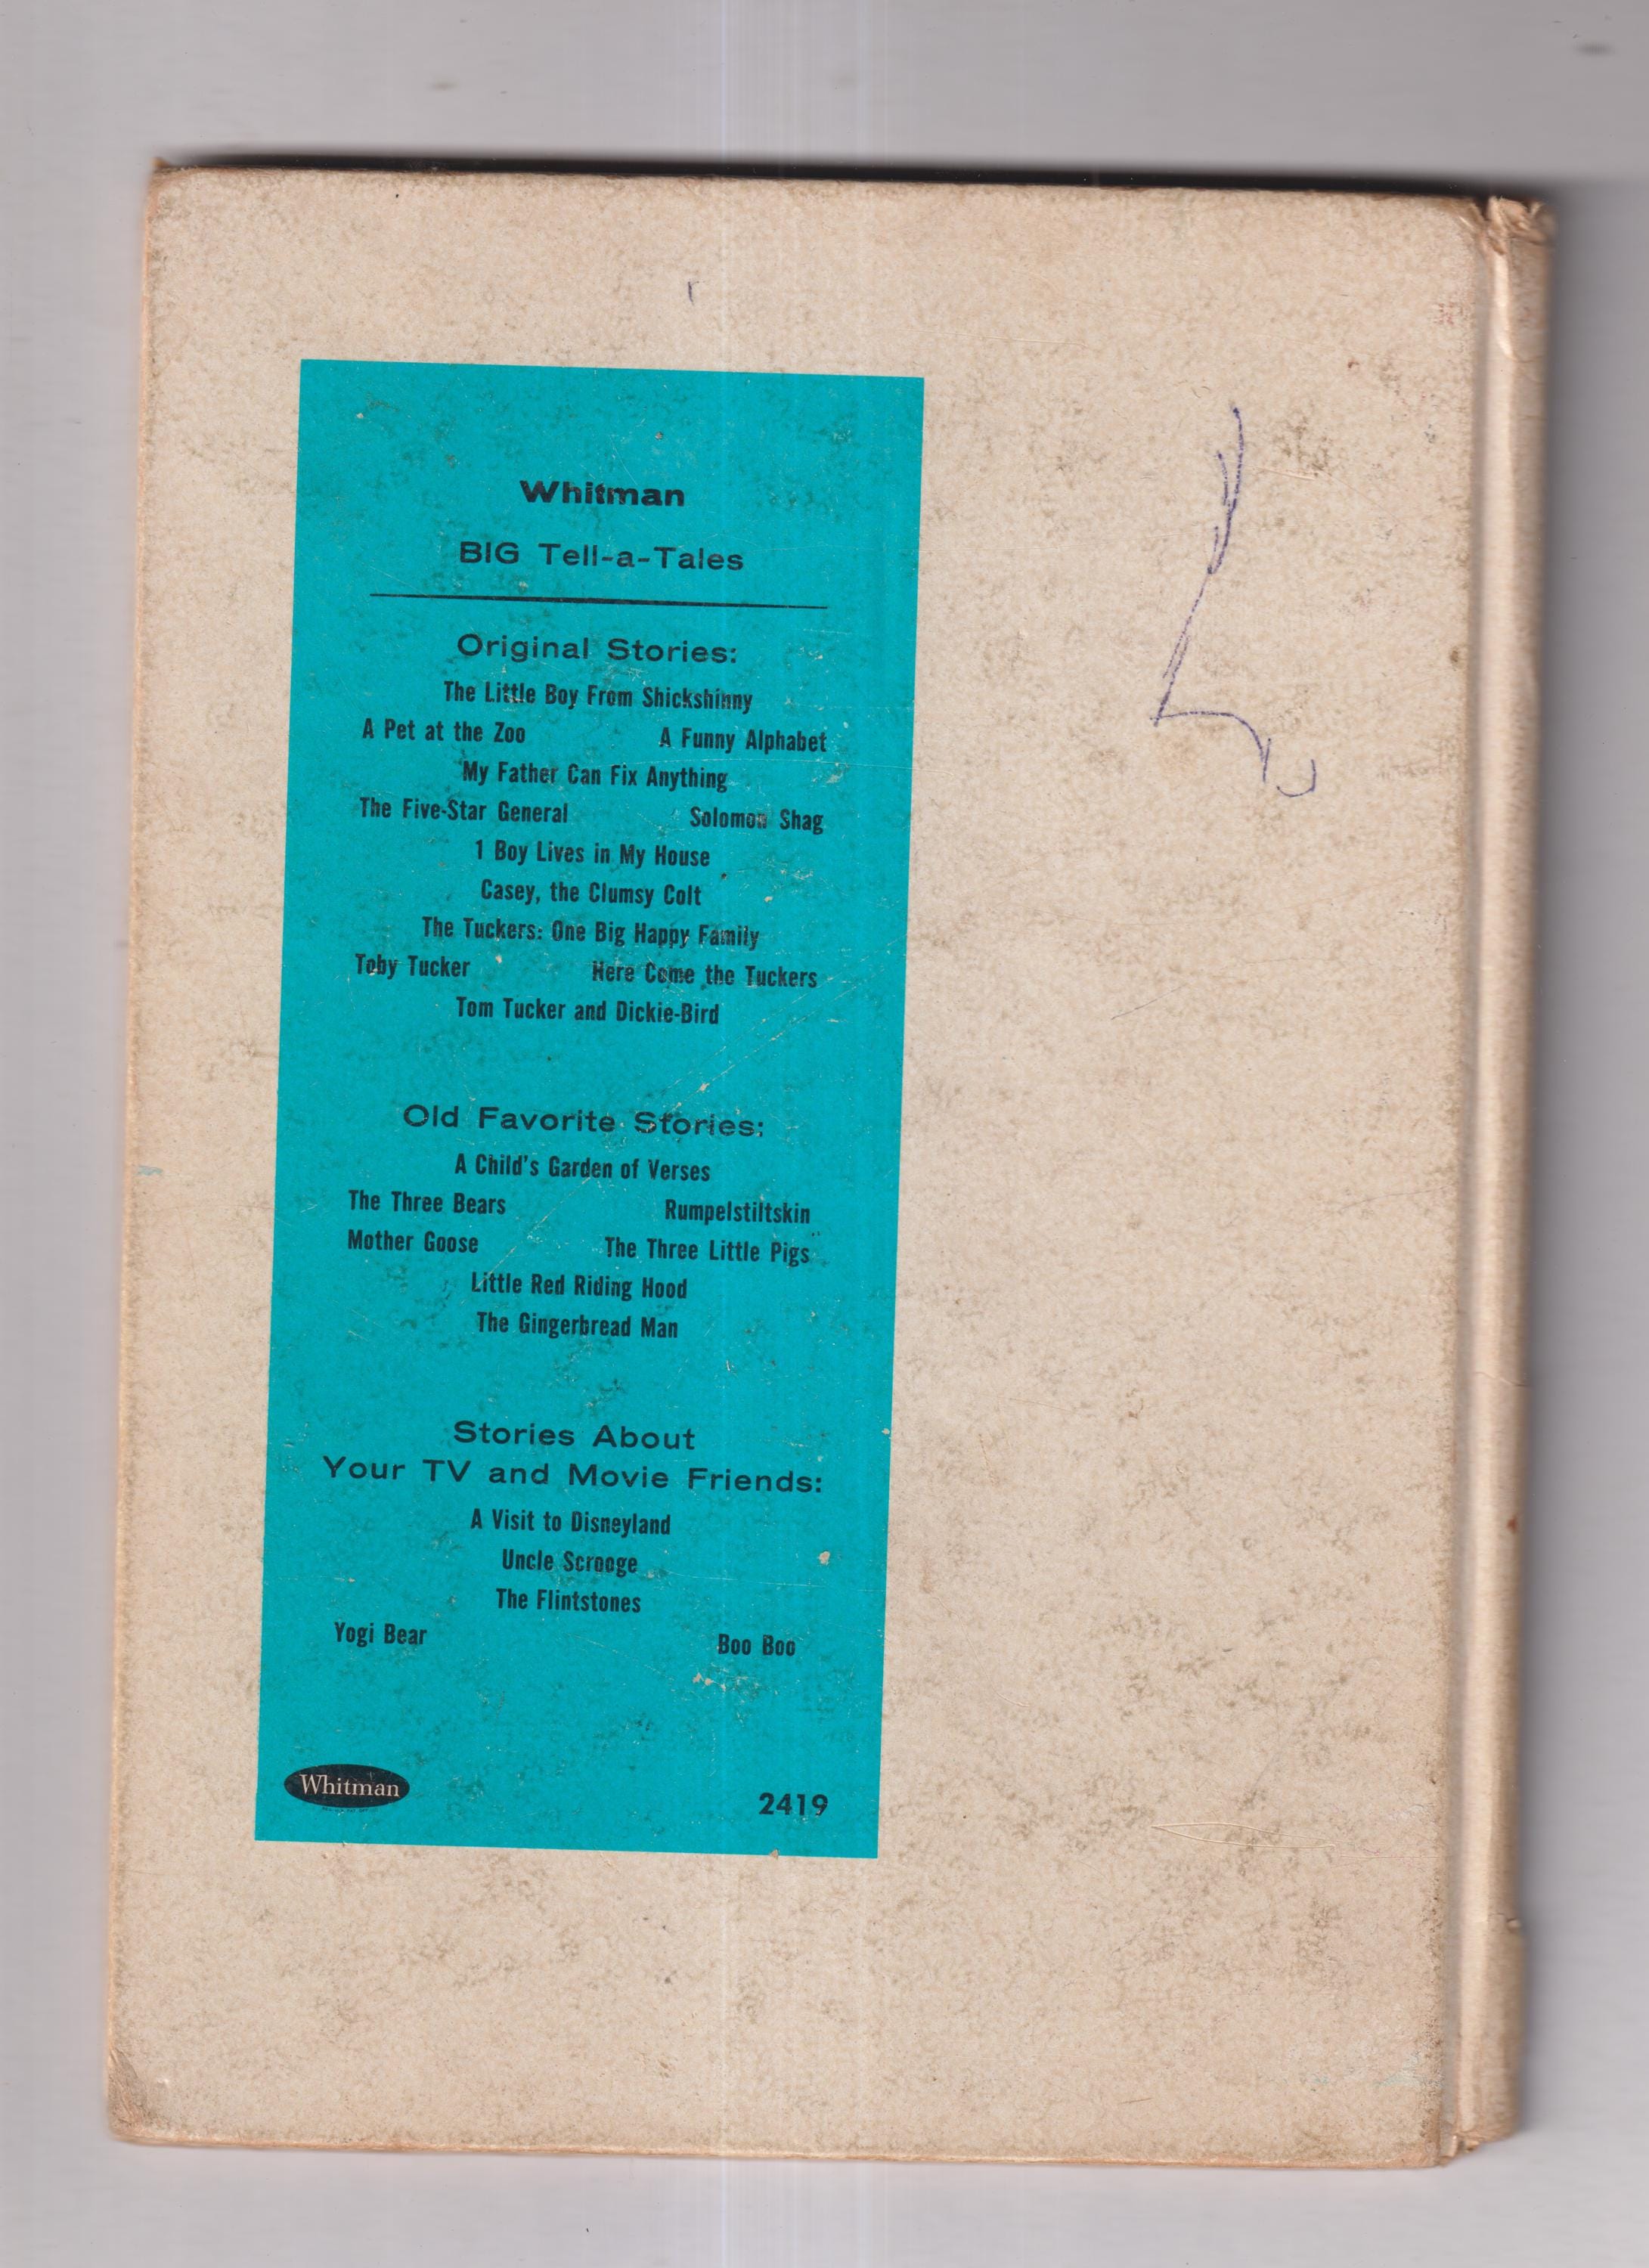 Whitman
BIG Tell-a-Tales
Original Stories:
The Little Boy From Shickshinny
A Pet at the Zoo A Funny Alphabet
My Father Can Fix Anything
The Five-Star General Solomon Shag
1 Boy Lives in My House
Casey, the Clumsy Colt
The Tuckers: One Big Happy Family
Toby Tucker Here Come the Tuckers
Tom Tucker and Dickie-Bird
Old Favorite Stories:
A Child's Garden of Verses
The Three Bears Rumpelstiltskin
Mother Goose The Three Little Pigs
Little Red Riding Hood
The Gingerbread Man
Stories About
Your TV and Movie Friends:
A Visit to Disneyland
Uncle Scrooge
The Flintstones
Yogi Bear Boo Boo
Whitman
2419